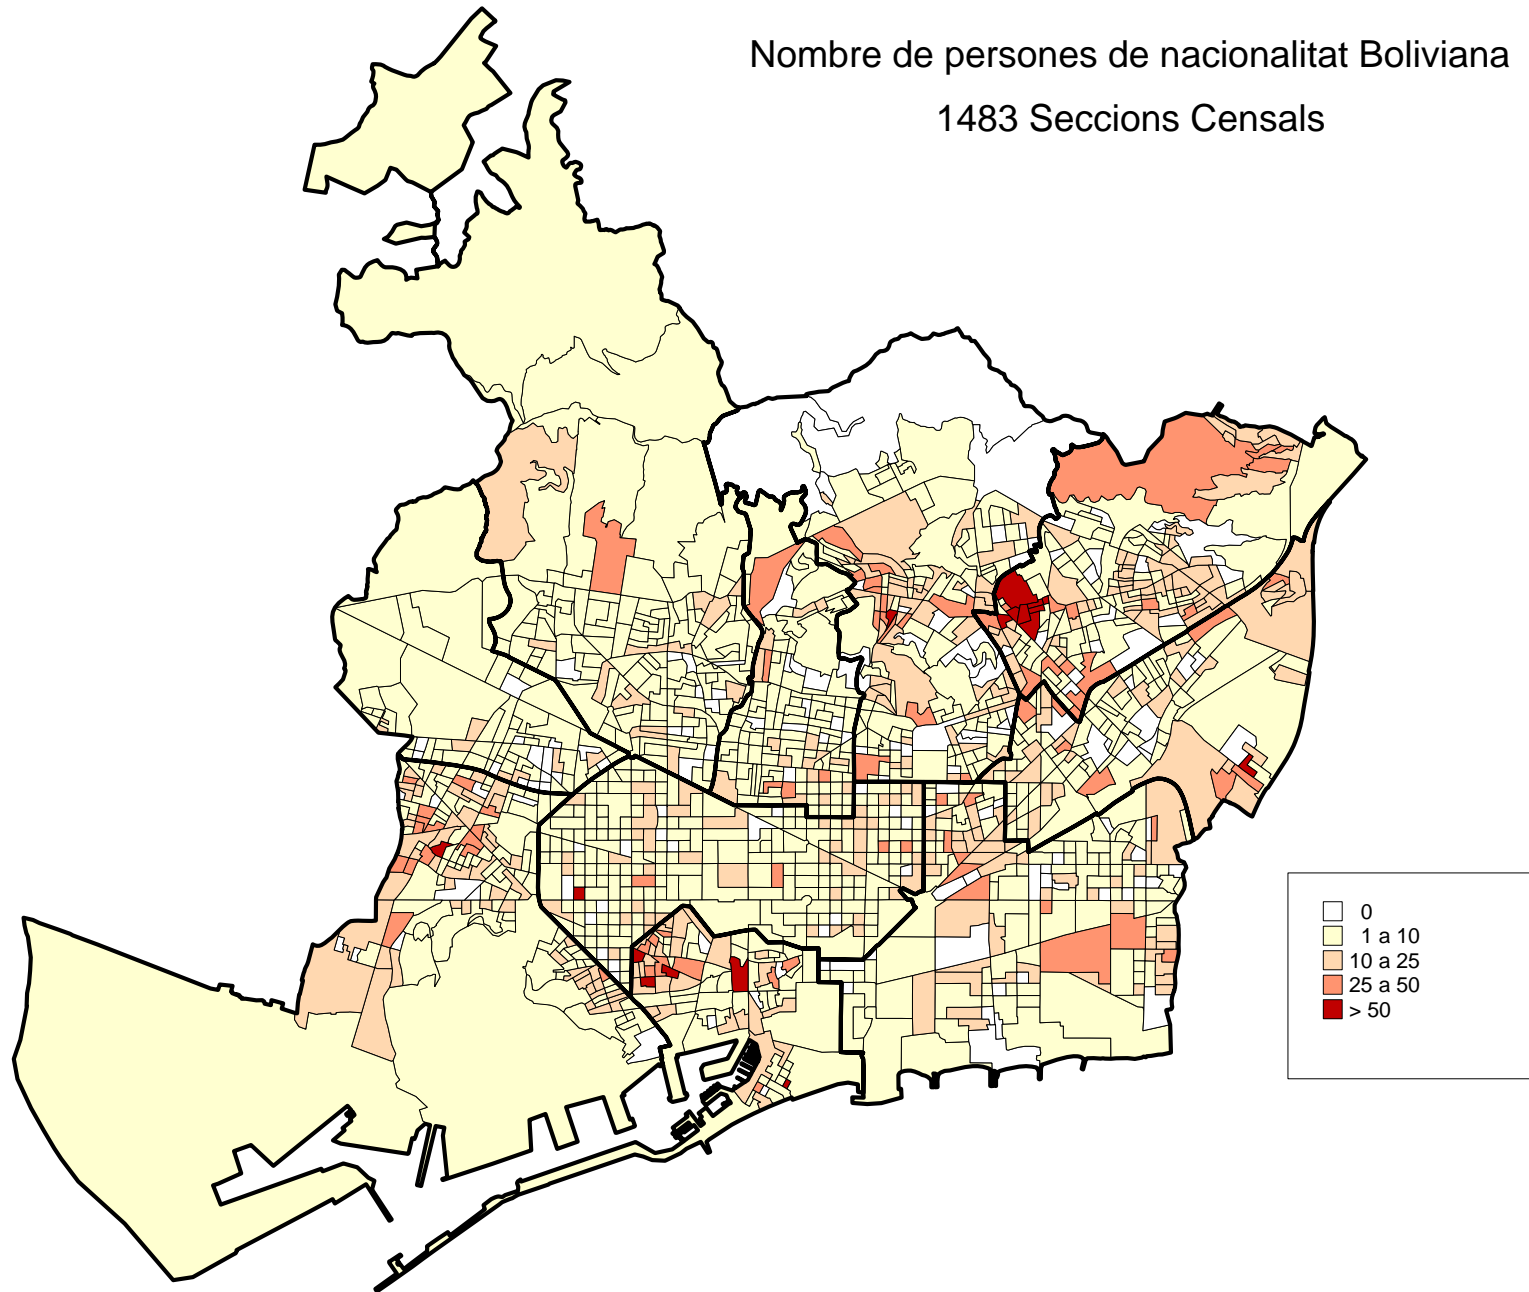 Nombre de persones de nacionalitat Boliviana
1483 Seccions Censals
0
1 a 10
10 a 25
25 a 50
> 50